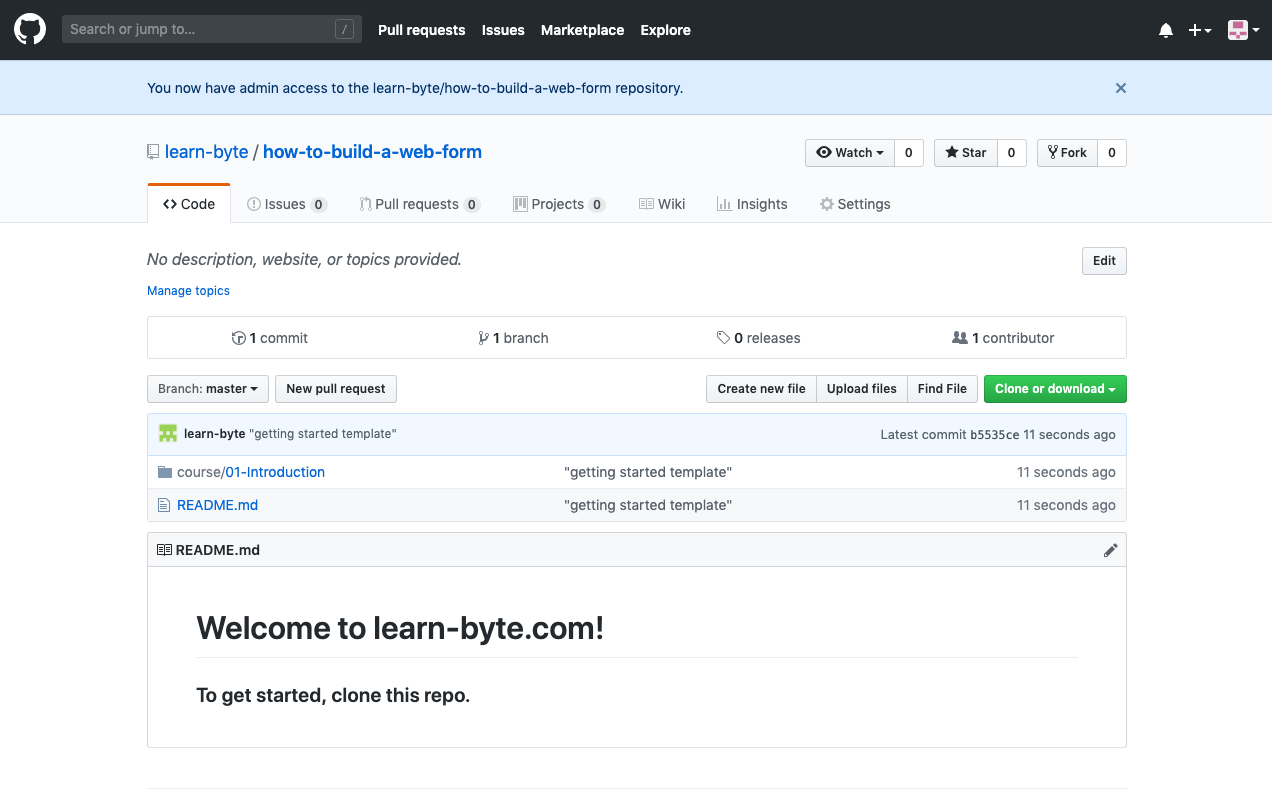 Search or jump to... / Pull requests Issues Marketplace Explore
You now have admin access to the learn-byte/how-to-build-a-web-form repository.
learn-byte / how-to-build-a-web-form Watch 0 Star 0 Fork 0
Code Issues 0 Pull requests 0 Projects 0 Wiki Insights Settings
No description, website, or topics provided. Edit
Manage topics
1 commit 1 branch 0 releases 1 contributor
Branch: master New pull request Create new file Upload files Find File Clone or download
learn-byte "getting started template" Latest commit b5535ce 11 seconds ago
course/01-Introduction "getting started template" 11 seconds ago
README.md "getting started template" 11 seconds ago
README.md
Welcome to learn-byte.com!
To get started, clone this repo.